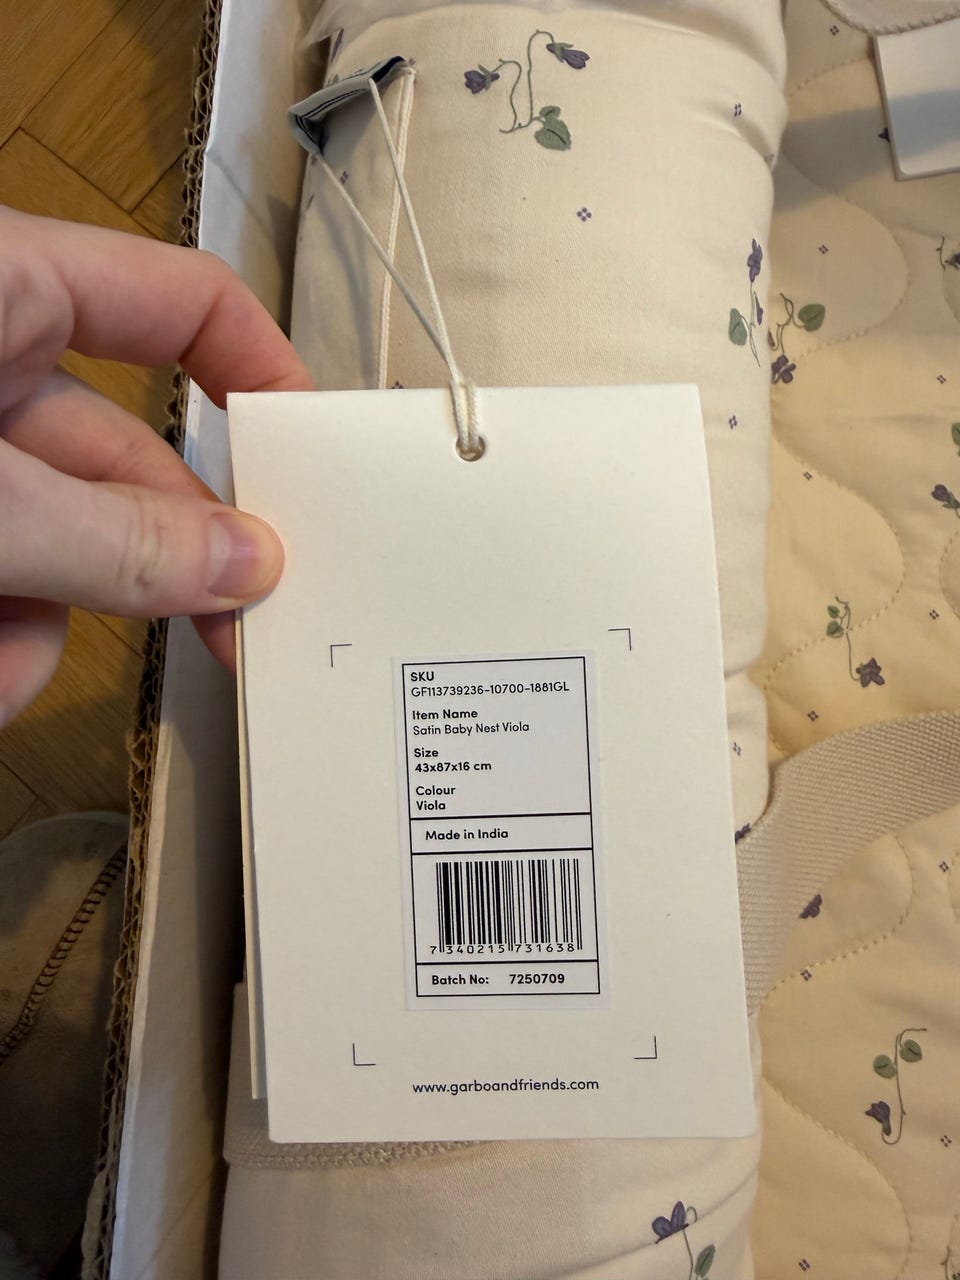 SKU
GF113739236-10700-1881GL
Item Name
Satin Baby Nest Viola
Size
43x87x16 cm
Colour
Viola
Made in India
7 340215 731638
Batch No: 7250709
www.garboandfriends.com